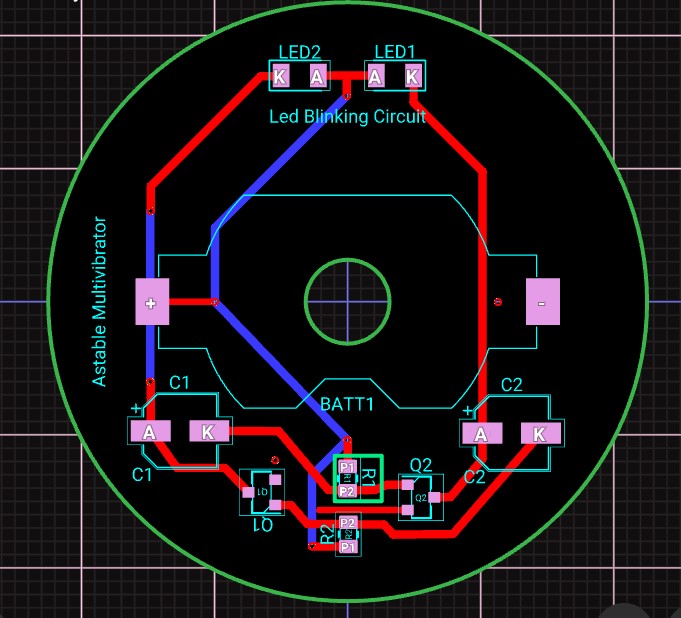 LED2 LED1
K A A K
Led Blinking Circuit
Astable Multivibrator
+ -
BATT1
C1 C2
+ +
A K A K
C1 C2
P1
R1
R1
P2
Q2
Q2
Q1
Q1
P2
R2
R2
P1